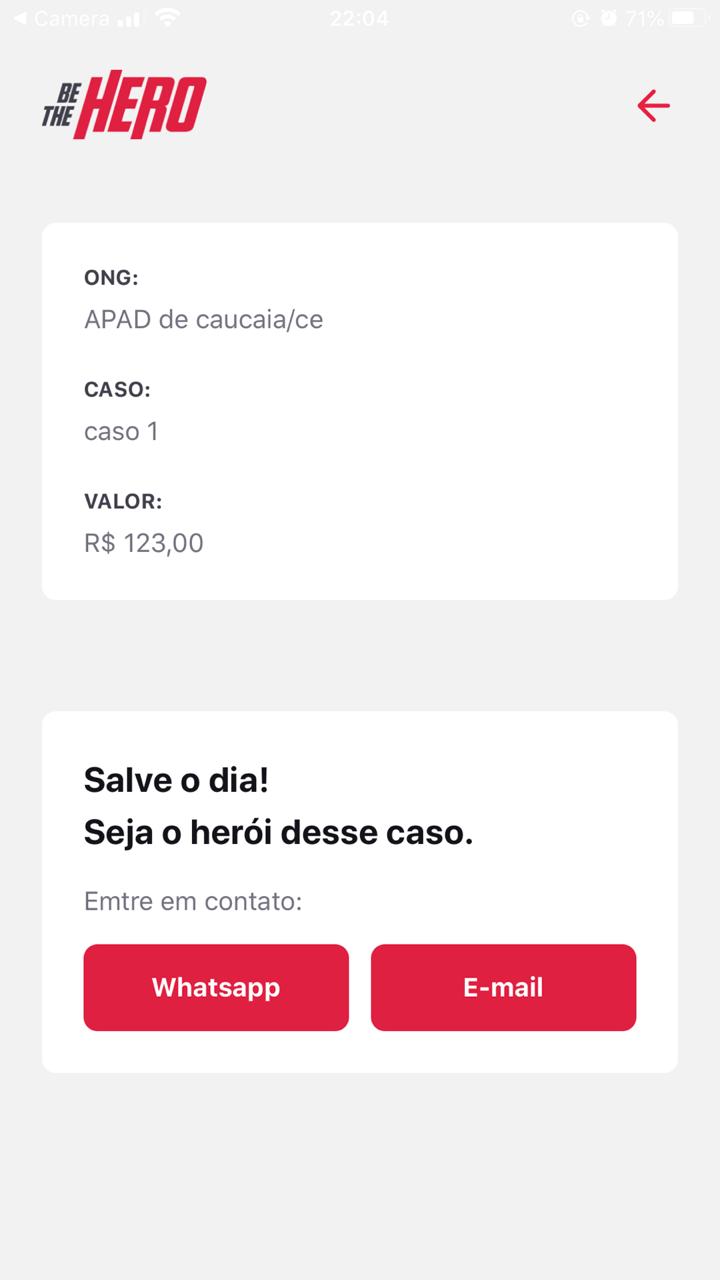 Camera 22:04 71%
BE
THE HERO
ONG:
APAD de caucaia/ce
CASO:
caso 1
VALOR:
R$ 123,00
Salve o dia!
Seja o herói desse caso.
Emtre em contato:
Whatsapp E-mail